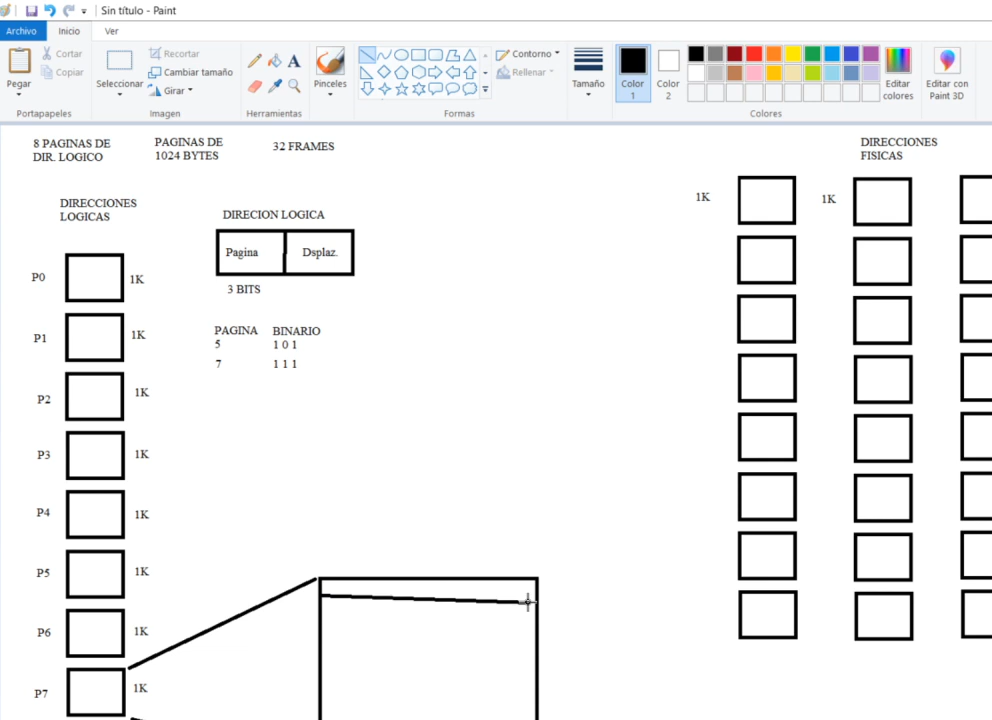 Sin título - Paint
Archivo Inicio Ver
Pegar
Cortar
Copiar
Portapapeles
Seleccionar
Recortar
Cambiar tamaño
Girar
Imagen
A
Herramientas
Pinceles
Contorno
Rellenar
Formas
Tamaño
Color
1
Color
2
Editar
colores
Colores
Editar con
Paint 3D
8 PAGINAS DE
DIR. LOGICO
PAGINAS DE
1024 BYTES
32 FRAMES
DIRECCIONES
FISICAS
DIRECCIONES
LOGICAS
DIRECION LOGICA
Pagina Dsplaz.
3 BITS
PAGINA BINARIO
5 1 0 1
7 1 1 1
P0 1K
P1 1K
P2 1K
P3 1K
P4 1K
P5 1K
P6 1K
P7 1K
1K 1K